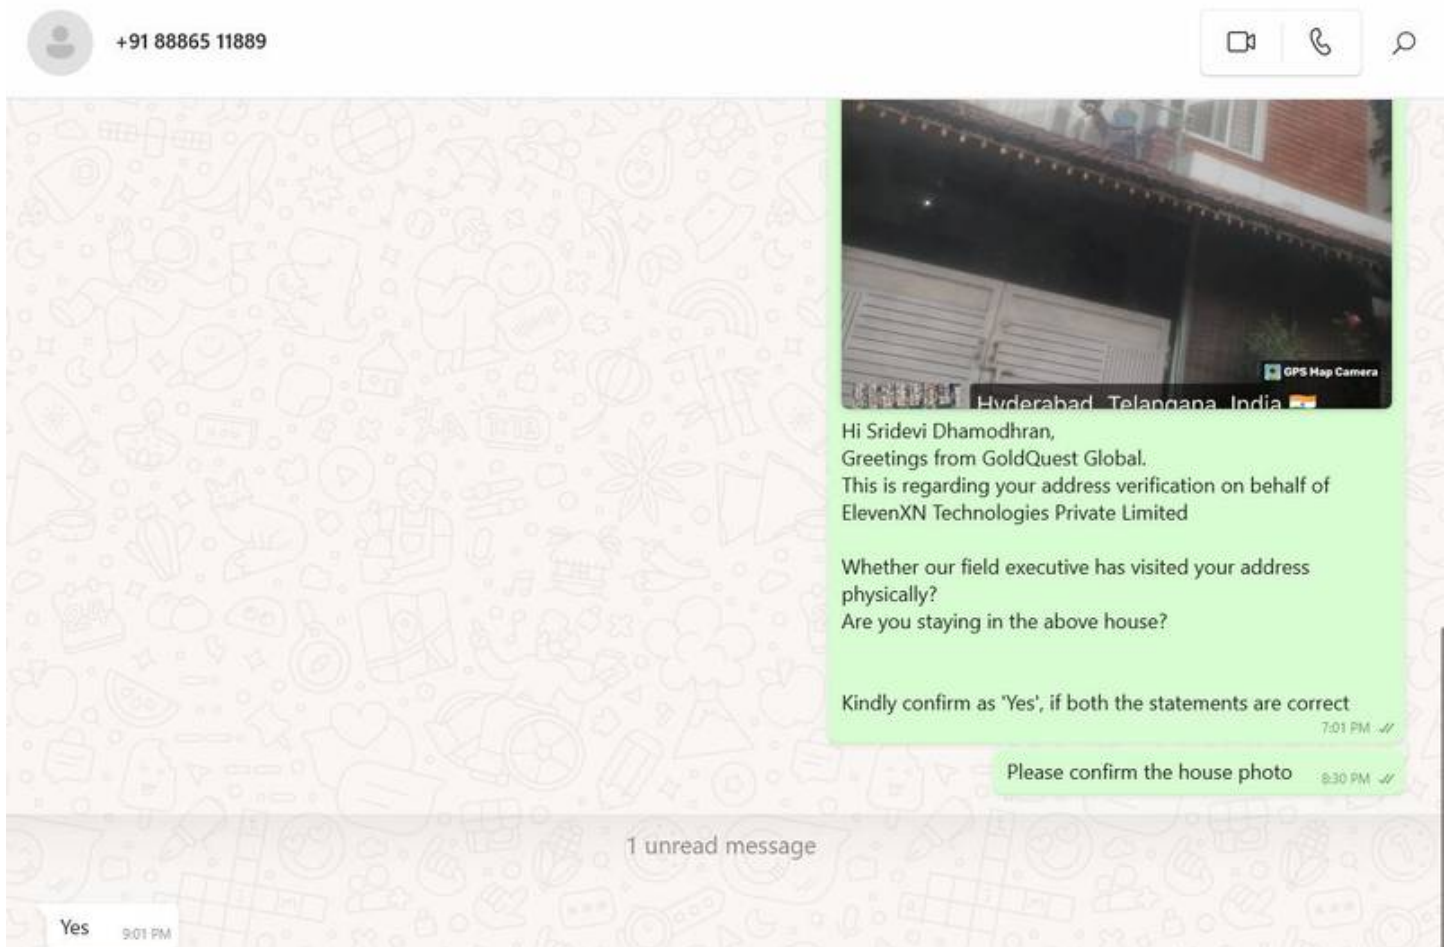 +91 88865 11889
GPS Map Camera
Hyderabad, Telangana, India
Hi Sridevi Dhamodhran,
Greetings from GoldQuest Global.
This is regarding your address verification on behalf of
ElevenXN Technologies Private Limited
Whether our field executive has visited your address
physically?
Are you staying in the above house?
Kindly confirm as 'Yes', if both the statements are correct
7:01 PM
Please confirm the house photo 8:30 PM
1 unread message
Yes 9:01 PM